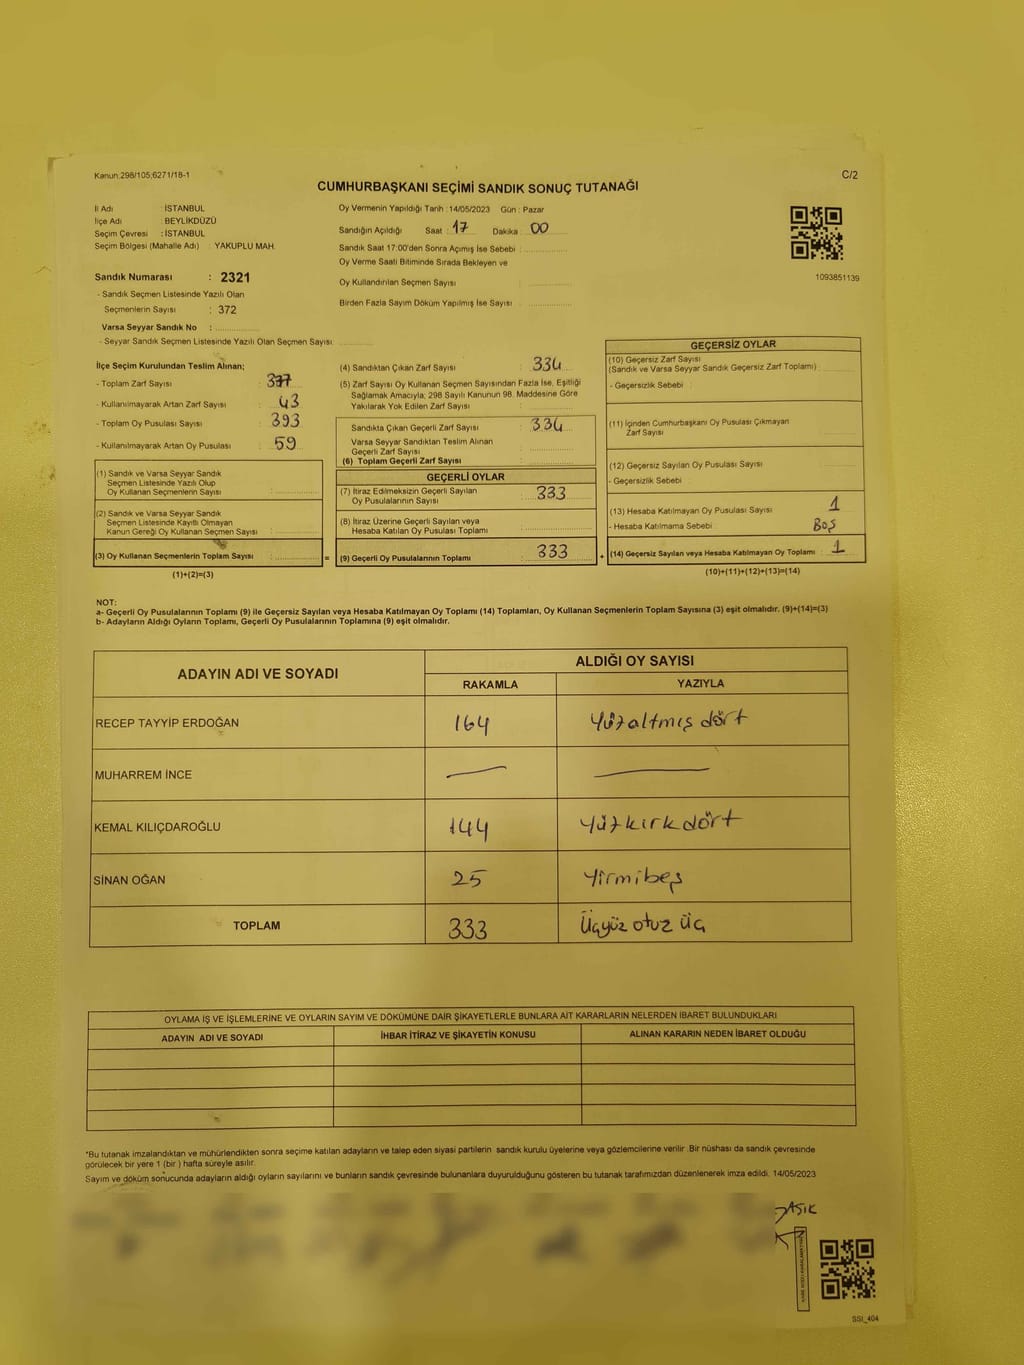 Kanun;298/105;6271/18-1
C/2
CUMHURBAŞKANI SEÇİMİ SANDIK SONUÇ TUTANAĞI
İl Adı : İSTANBUL
İlçe Adı : BEYLİKDÜZÜ
Seçim Çevresi : İSTANBUL
Seçim Bölgesi (Mahalle Adı) : YAKUPLU MAH.
Sandık Numarası : 2321
- Sandık Seçmen Listesinde Yazılı Olan
Seçmenlerin Sayısı : 372
Varsa Seyyar Sandık No :
- Seyyar Sandık Seçmen Listesinde Yazılı Olan Seçmen Sayısı:
Oy Vermenin Yapıldığı Tarih :14/05/2023 Gün : Pazar
Sandığın Açıldığı Saat : 17 Dakika : 00
Sandık Saat 17:00'den Sonra Açımış İse Sebebi :
Oy Verme Saati Bitiminde Sırada Bekleyen ve
Oy Kullandırılan Seçmen Sayısı :
Birden Fazla Sayım Döküm Yapılmış İse Sayısı :
1093851139
İlçe Seçim Kurulundan Teslim Alınan;
- Toplam Zarf Sayısı : 377
- Kullanılmayarak Artan Zarf Sayısı : 43
- Toplam Oy Pusulası Sayısı : 393
- Kullanılmayarak Artan Oy Pusulası : 59
(1) Sandık ve Varsa Seyyar Sandık
Seçmen Listesinde Yazılı Olup
Oy Kullanan Seçmenlerin Sayısı :
(2) Sandık ve Varsa Seyyar Sandık
Seçmen Listesinde Kayıtlı Olmayan
Kanun Gereği Oy Kullanan Seçmen Sayısı :
(3) Oy Kullanan Seçmenlerin Toplam Sayısı :
(1)+(2)=(3)
(4) Sandıktan Çıkan Zarf Sayısı : 334
(5) Zarf Sayısı Oy Kullanan Seçmen Sayısından Fazla İse, Eşitliği
Sağlamak Amacıyla; 298 Sayılı Kanunun 98. Maddesine Göre
Yakılarak Yok Edilen Zarf Sayısı :
Sandıkta Çıkan Geçerli Zarf Sayısı : 334
Varsa Seyyar Sandıktan Teslim Alınan
Geçerli Zarf Sayısı :
(6) Toplam Geçerli Zarf Sayısı :
GEÇERLİ OYLAR
(7) İtiraz Edilmeksizin Geçerli Sayılan
Oy Pusulalarının Sayısı : 333
(8) İtiraz Üzerine Geçerli Sayılan veya
Hesaba Katılan Oy Pusulası Toplamı :
= (9) Geçerli Oy Pusulalarının Toplamı : 333 +
GEÇERSİZ OYLAR
(10) Geçersiz Zarf Sayısı
(Sandık ve Varsa Seyyar Sandık Geçersiz Zarf Toplamı) :
- Geçersizlik Sebebi :
(11) İçinden Cumhurbaşkanı Oy Pusulası Çıkmayan
Zarf Sayısı :
(12) Geçersiz Sayılan Oy Pusulası Sayısı :
- Geçersizlik Sebebi :
(13) Hesaba Katılmayan Oy Pusulası Sayısı : 1
- Hesaba Katılmama Sebebi : Boş
(14) Geçersiz Sayılan veya Hesaba Katılmayan Oy Toplamı : 1
(10)+(11)+(12)+(13)=(14)
NOT:
a- Geçerli Oy Pusulalarının Toplamı (9) ile Geçersiz Sayılan veya Hesaba Katılmayan Oy Toplamı (14) Toplamları, Oy Kullanan Seçmenlerin Toplam Sayısına (3) eşit olmalıdır. (9)+(14)=(3)
b- Adayların Aldığı Oyların Toplamı, Geçerli Oy Pusulalarının Toplamına (9) eşit olmalıdır.
ADAYIN ADI VE SOYADI
ALDIĞI OY SAYISI
RAKAMLA YAZIYLA
RECEP TAYYİP ERDOĞAN 164 Yüzaltmış dört
MUHARREM İNCE
KEMAL KILIÇDAROĞLU 144 Yüzkırkdört
SİNAN OĞAN 25 Yirmibeş
TOPLAM 333 Üçyüz otuz üç
OYLAMA İŞ VE İŞLEMLERİNE VE OYLARIN SAYIM VE DÖKÜMÜNE DAİR ŞİKAYETLERLE BUNLARA AİT KARARLARIN NELERDEN İBARET BULUNDUKLARI
ADAYIN ADI VE SOYADI İHBAR İTİRAZ VE ŞİKAYETİN KONUSU ALINAN KARARIN NEDEN İBARET OLDUĞU
*Bu tutanak imzalandıktan ve mühürlendikten sonra seçime katılan adayların ve talep eden siyasi partilerin sandık kurulu üyelerine veya gözlemcilerine verilir. Bir nüshası da sandık çevresinde
görülecek bir yere 1 (bir ) hafta süreyle asılır.
Sayım ve döküm sonucunda adayların aldığı oyların sayılarını ve bunların sandık çevresinde bulunanlara duyurulduğunu gösteren bu tutanak tarafımızdan düzenlenerek imza edildi. 14/05/2023
AŞIK
SSI_404